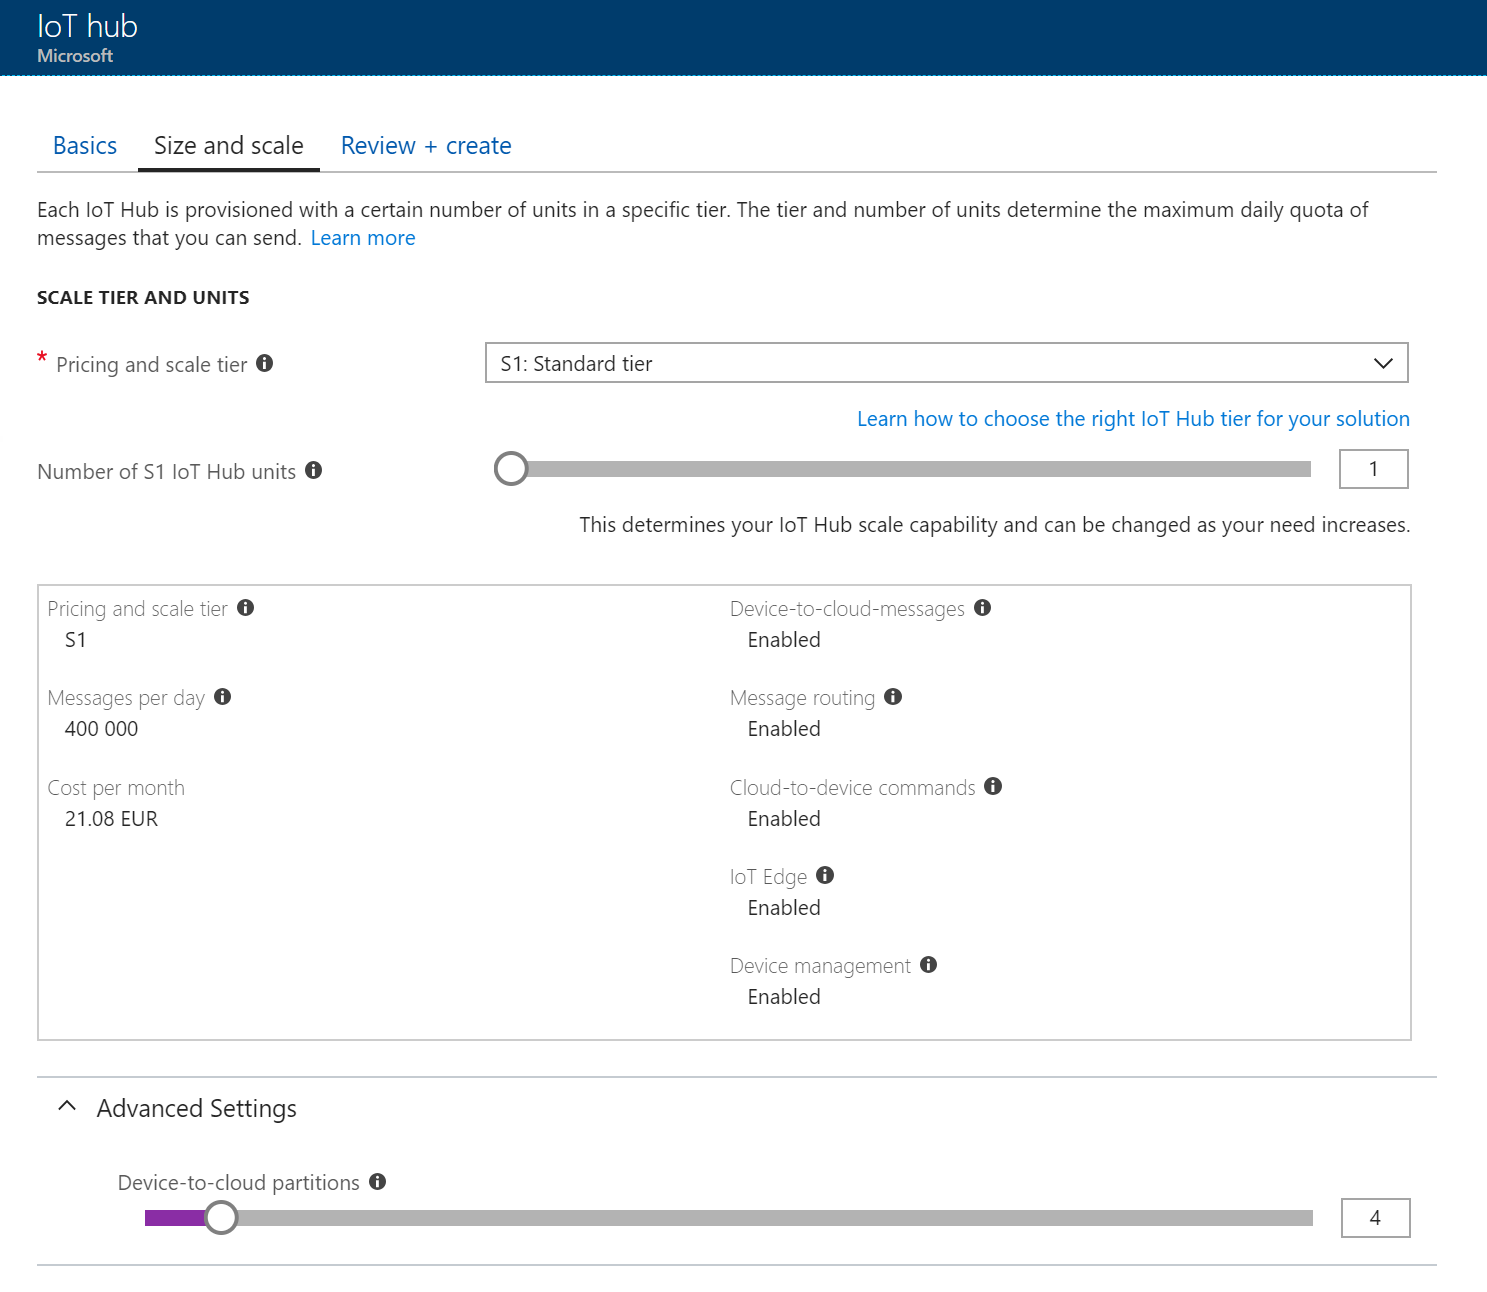 IoT hub
Microsoft
Basics Size and scale Review + create
Each IoT Hub is provisioned with a certain number of units in a specific tier. The tier and number of units determine the maximum daily quota of
messages that you can send. Learn more
SCALE TIER AND UNITS
* Pricing and scale tier
S1: Standard tier
Learn how to choose the right IoT Hub tier for your solution
Number of S1 IoT Hub units
1
This determines your IoT Hub scale capability and can be changed as your need increases.
Pricing and scale tier
S1
Messages per day
400 000
Cost per month
21.08 EUR
Device-to-cloud-messages
Enabled
Message routing
Enabled
Cloud-to-device commands
Enabled
IoT Edge
Enabled
Device management
Enabled
Advanced Settings
Device-to-cloud partitions
4